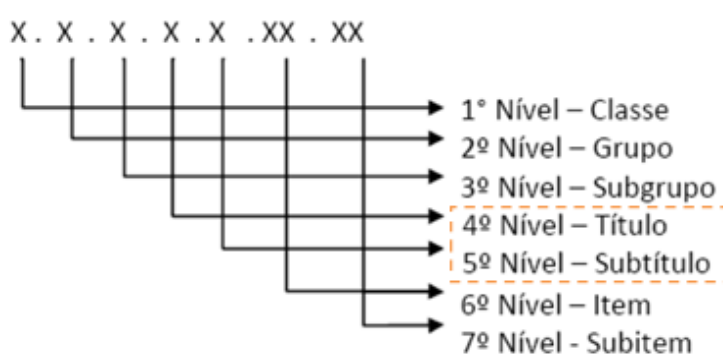 X . X . X . X . X . XX . XX
1° Nível – Classe
2º Nível – Grupo
3º Nível – Subgrupo
4º Nível – Título
5º Nível – Subtítulo
6º Nível – Item
7º Nível - Subitem